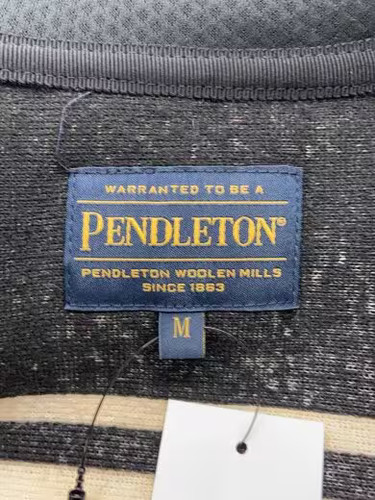 WARRANTED TO BE A
PENDLETON®
PENDLETON WOOLEN MILLS
SINCE 1863
M